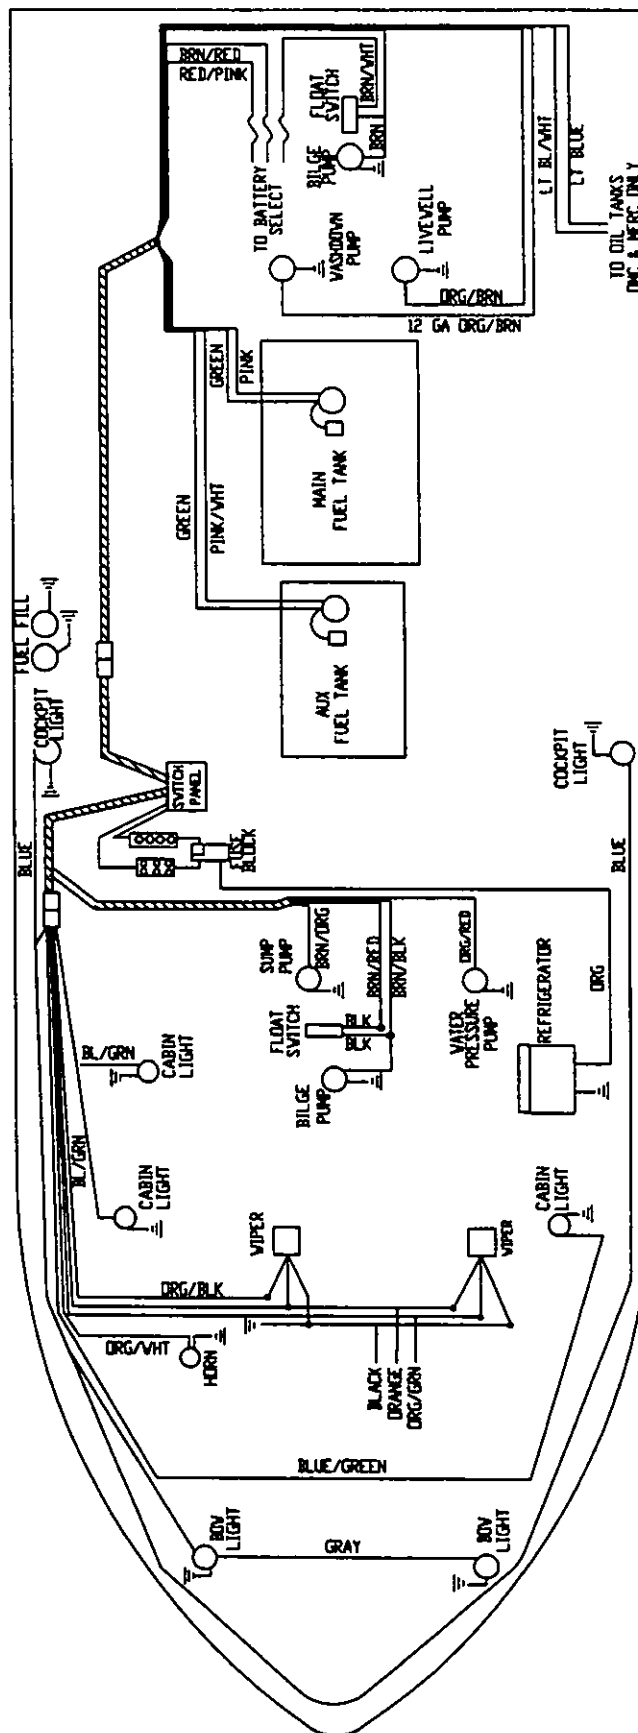 BRN/RED
RED/PINK
FLOAT
SWITCH
BRN/WHT
BILGE
PUMP
BRN
TO BATTERY
SELECT
WASHDOWN
PUMP
LIVEWELL
PUMP
ORG/BRN
12 GA ORG/BRN
LT BL/WHT
LT BLUE
TO OIL TANKS
OMC & MERC ONLY
GREEN
PINK
MAIN
FUEL TANK
GREEN
PINK/WHT
AUX
FUEL TANK
FUEL FILL
COCKPIT
LIGHT
SWITCH
PANEL
BLUE
FUSE
BLOCK
COCKPIT
LIGHT
BLUE
SUMP
PUMP
BRN/ORG
BRN/RED
BRN/BLK
ORG/RED
FLOAT
SWITCH
BLK
BLK
WATER
PRESSURE
PUMP
REFRIGERATOR
ORG
BL/GRN
CABIN
LIGHT
BILGE
PUMP
BL/GRN
CABIN
LIGHT
CABIN
LIGHT
WIPER
WIPER
ORG/BLK
ORG/WHT
HORN
BLACK
ORANGE
ORG/GRN
BLUE/GREEN
BOW
LIGHT
GRAY
BOW
LIGHT